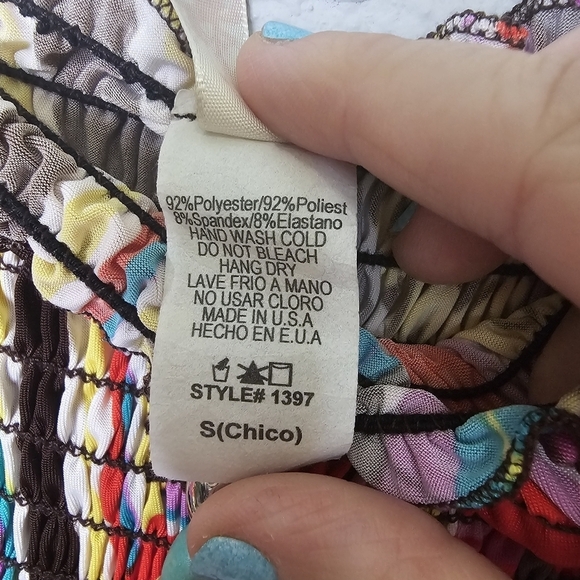 92%Polyester/92%Poliest
8%Spandex/8%Elastano
HAND WASH COLD
DO NOT BLEACH
HANG DRY
LAVE FRIO A MANO
NO USAR CLORO
MADE IN U.S.A
HECHO EN E.U.A
STYLE# 1397
S(Chico)